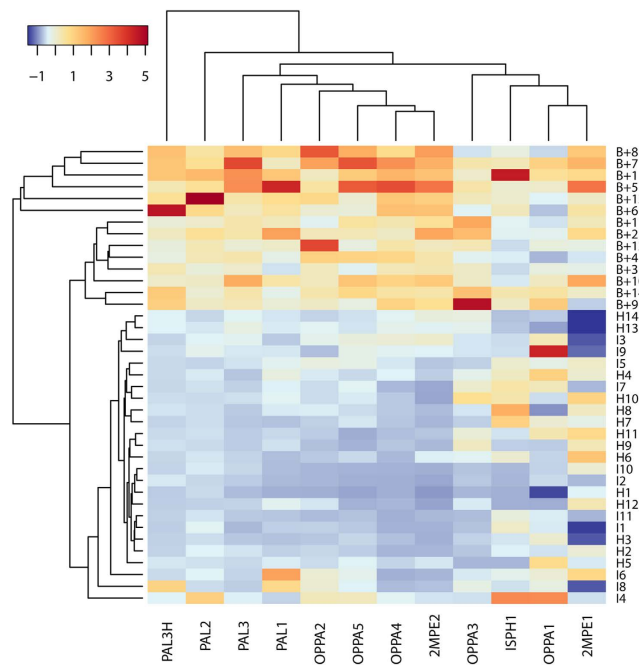 −1 1 3 5
B+8
B+7
B+1
B+5
B+1
B+6
B+1
B+2
B+1
B+4
B+3
B+1
B+1
B+9
H14
H13
I3
I9
I5
H4
I7
H10
H8
H7
H11
H9
H6
I10
I2
H1
H12
I11
I1
H3
H2
H5
I6
I8
I4
PAL3H PAL2 PAL3 PAL1 OPPA2 OPPA5 OPPA4 2MPE2 OPPA3 ISPH1 OPPA1 2MPE1